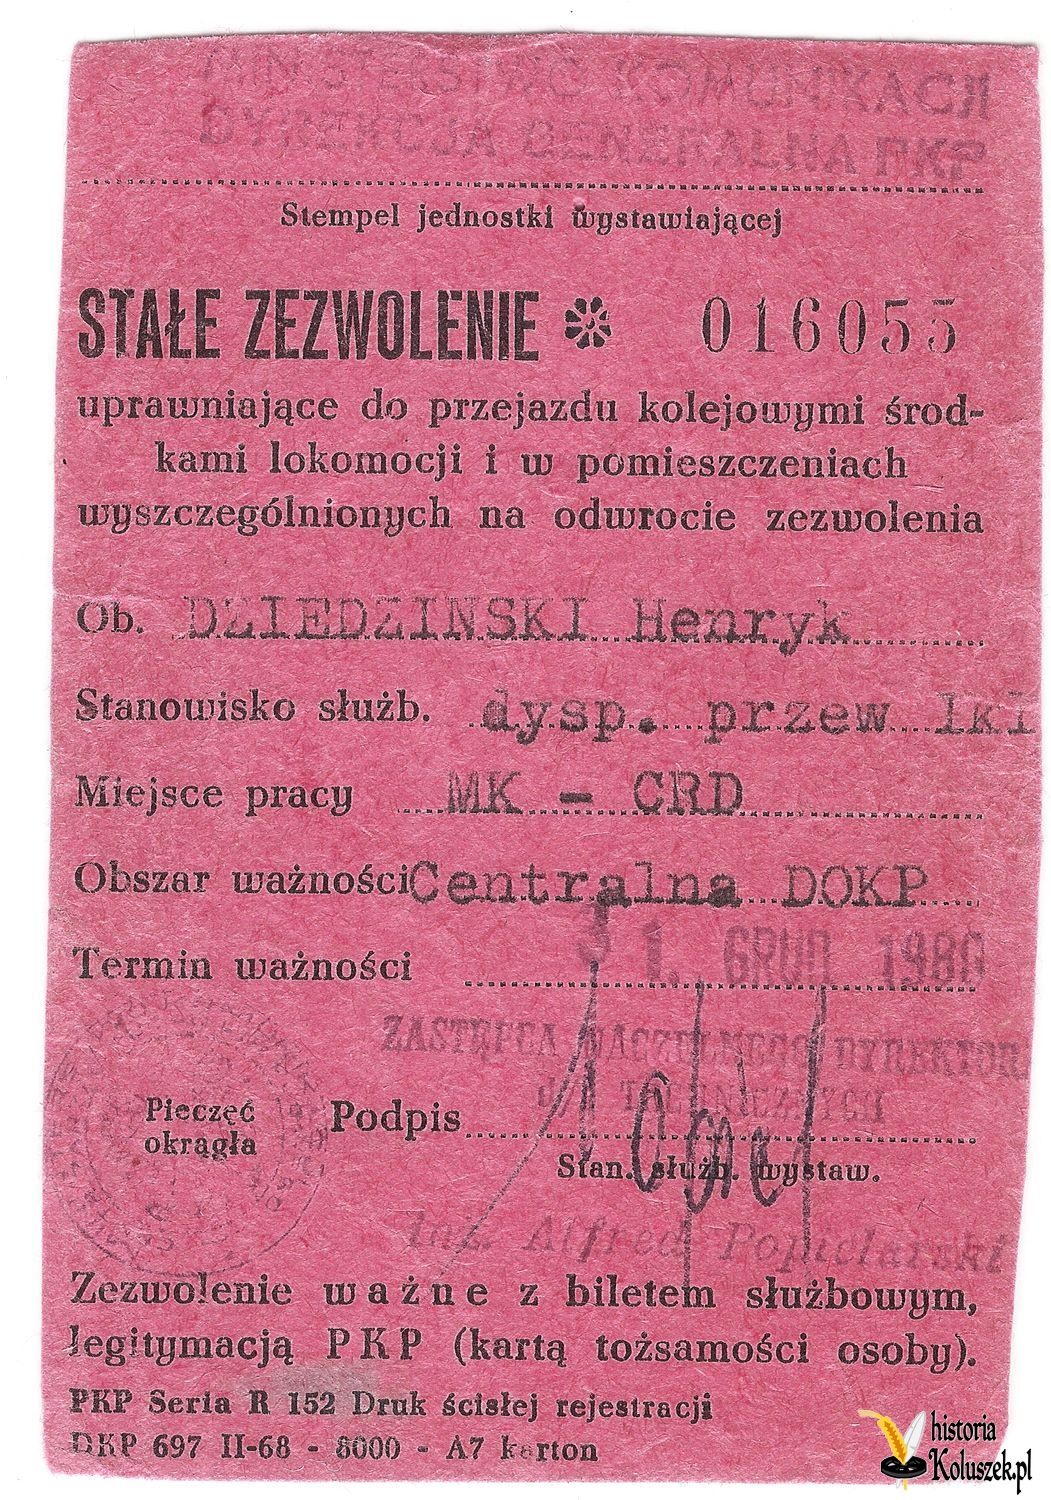 MINISTERSTWO KOMUNIKACJI
DYREKCJA GENERALNA PKP
Stempel jednostki wystawiającej
STAŁE ZEZWOLENIE 016055
uprawniające do przejazdu kolejowymi środ-
kami lokomocji i w pomieszczeniach
wyszczególnionych na odwrocie zezwolenia
Ob. DZIEDZINSKI Henryk
Stanowisko służb. dysp. przew lki
Miejsce pracy MK - CRD
Obszar ważności Centralna DOKP
Termin ważności 31. GRUD 1980
ZASTĘPCA NACZELNEGO DYREKTORA
d/s TECHNICZNYCH
Pieczęć
okrągła
Podpis
Stan. służb. wystaw.
inż. Alfred Popielarski
Zezwolenie ważne z biletem służbowym,
legitymacją PKP (kartą tożsamości osoby).
PKP Seria R 152 Druk ścisłej rejestracji
DKP 697 II-68 - 8000 - A7 karton
historia
Koluszek.pl